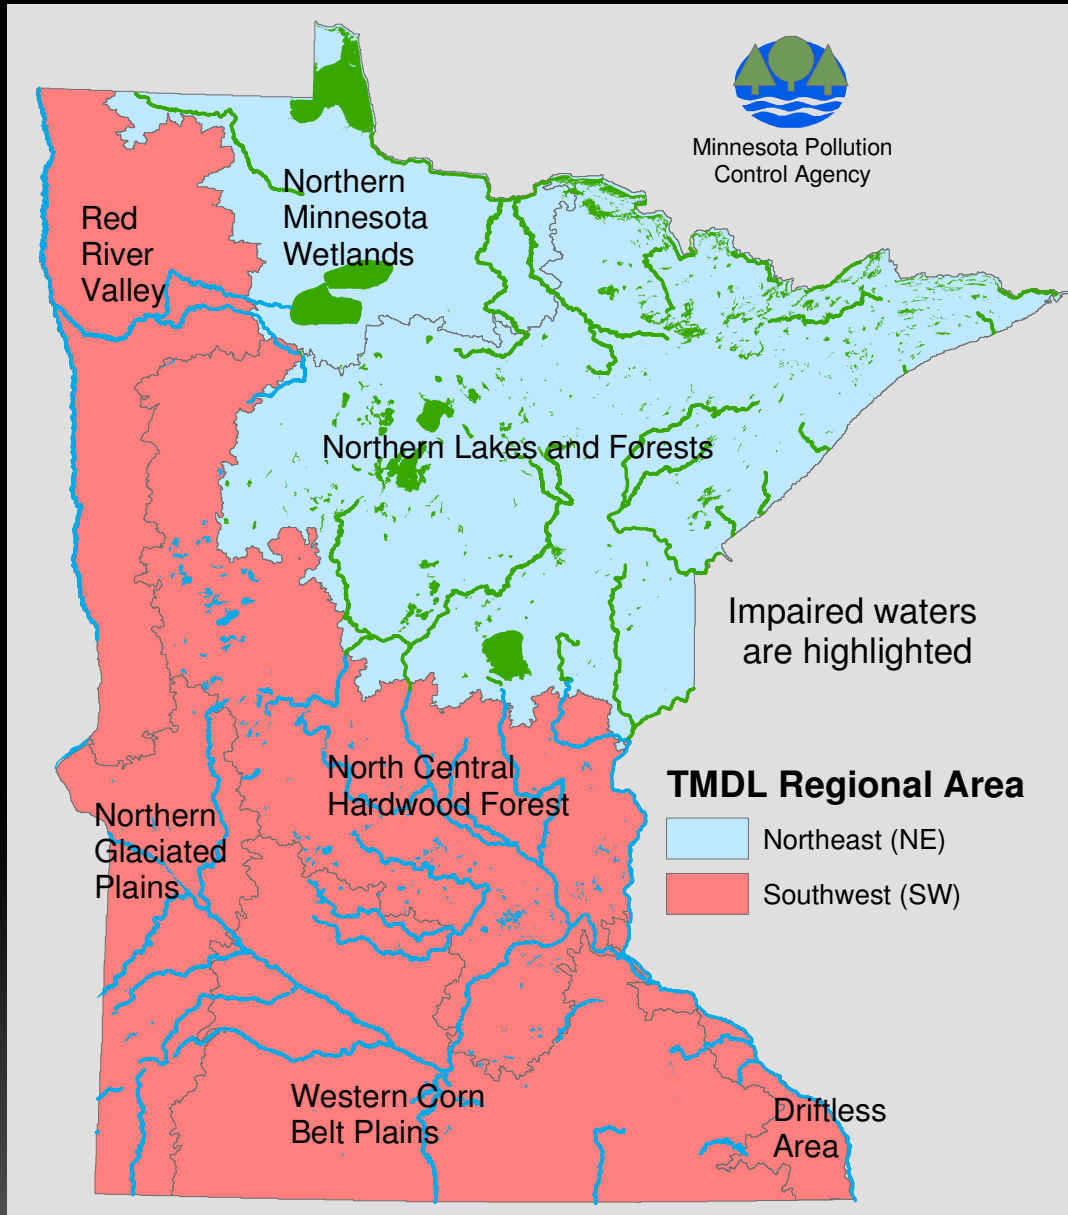 Minnesota Pollution
Control Agency
Northern
Minnesota
Wetlands
Red
River
Valley
Northern Lakes and Forests
Impaired waters
are highlighted
North Central
Hardwood Forest
TMDL Regional Area
Northeast (NE)
Southwest (SW)
Northern
Glaciated
Plains
Western Corn
Belt Plains
Driftless
Area